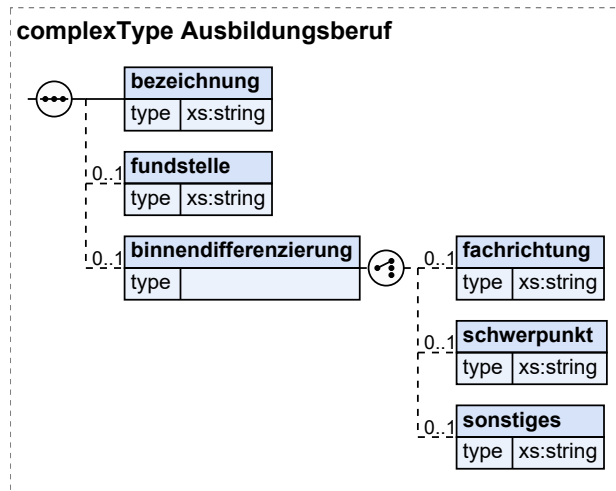 complexType Ausbildungsberuf
bezeichnung
type xs:string
0..1 fundstelle
type xs:string
0..1 binnendifferenzierung
type
0..1 fachrichtung
type xs:string
0..1 schwerpunkt
type xs:string
0..1 sonstiges
type xs:string